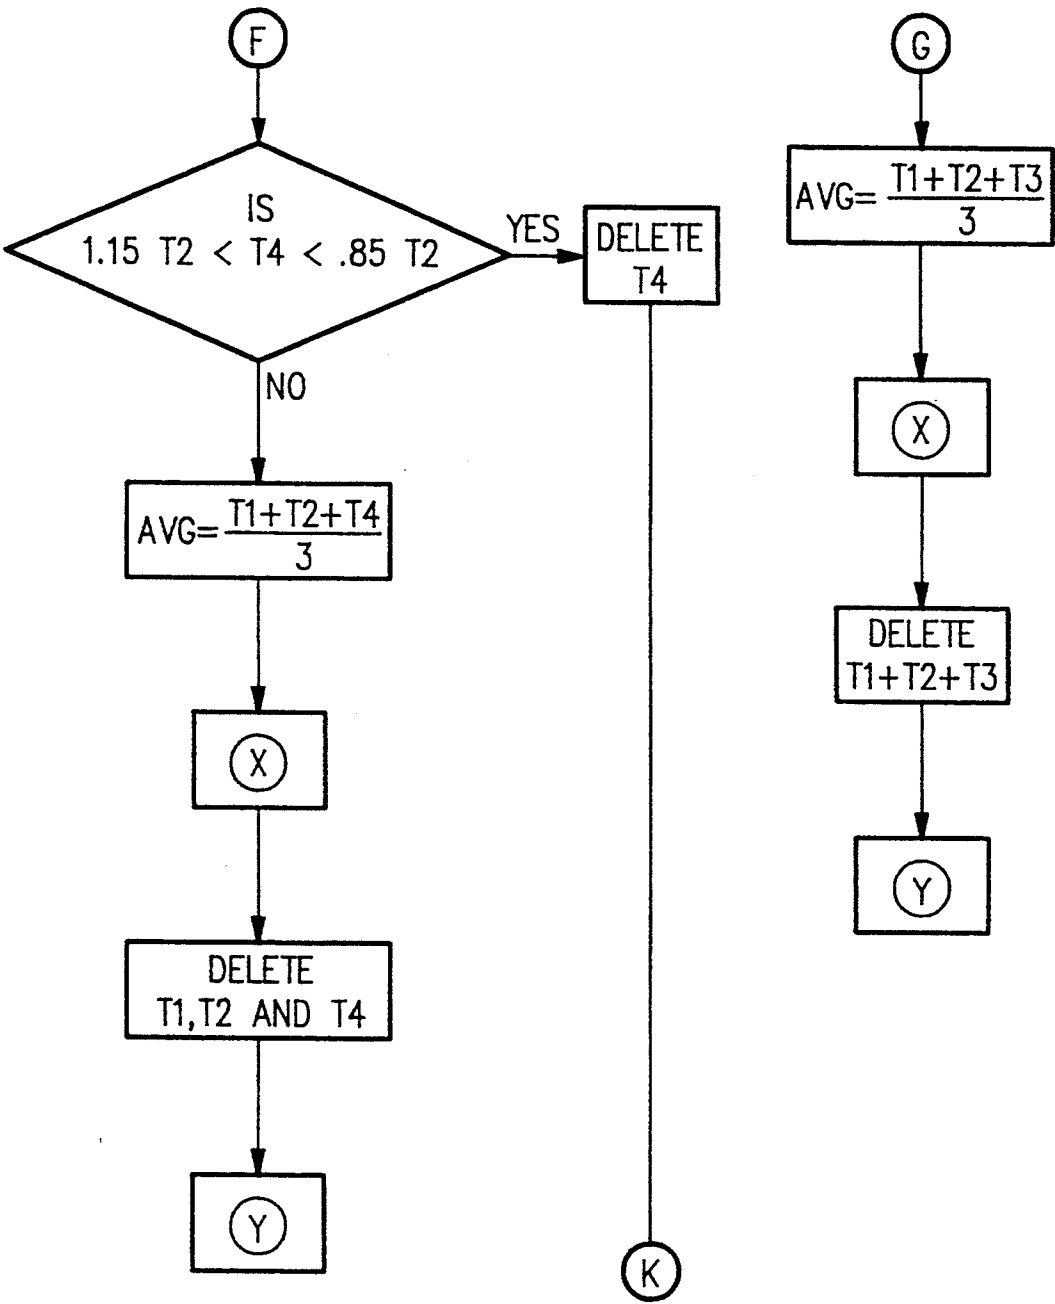 F
IS
1.15 T2 < T4 < .85 T2
YES
DELETE
T4
NO
AVG= T1+T2+T4
3
X
DELETE
T1,T2 AND T4
Y
K
G
AVG= T1+T2+T3
3
X
DELETE
T1+T2+T3
Y